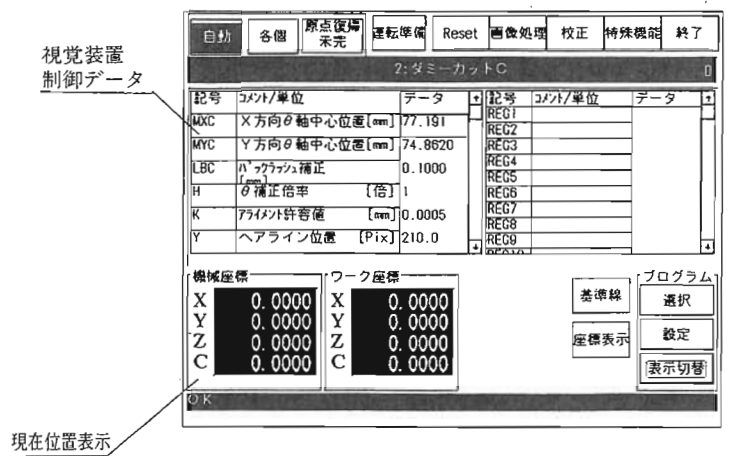 自動
各個
原点復帰
未完
運転準備
Reset
画像処理
校正
特殊機能
終了
視覚装置
制御データ
2:ダミーカットC
0
記号 コメント/単位 データ
MXC X方向θ軸中心位置[mm] 77.191
MYC Y方向θ軸中心位置[mm] 74.8620
LBC バックラッシュ補正 0.1000
[mm]
H θ補正倍率 [倍] 1
K アライメント許容値 [mm] 0.0005
Y ヘアライン位置 [Pix] 210.0
記号 コメント/単位 データ
REG1
REG2
REG3
REG4
REG5
REG6
REG7
REG8
REG9
REG10
機械座標
X 0.0000
Y 0.0000
Z 0.0000
C 0.0000
ワーク座標
X 0.0000
Y 0.0000
Z 0.0000
C 0.0000
基準線
座標表示
プログラム
選択
設定
表示切替
OK
現在位置表示